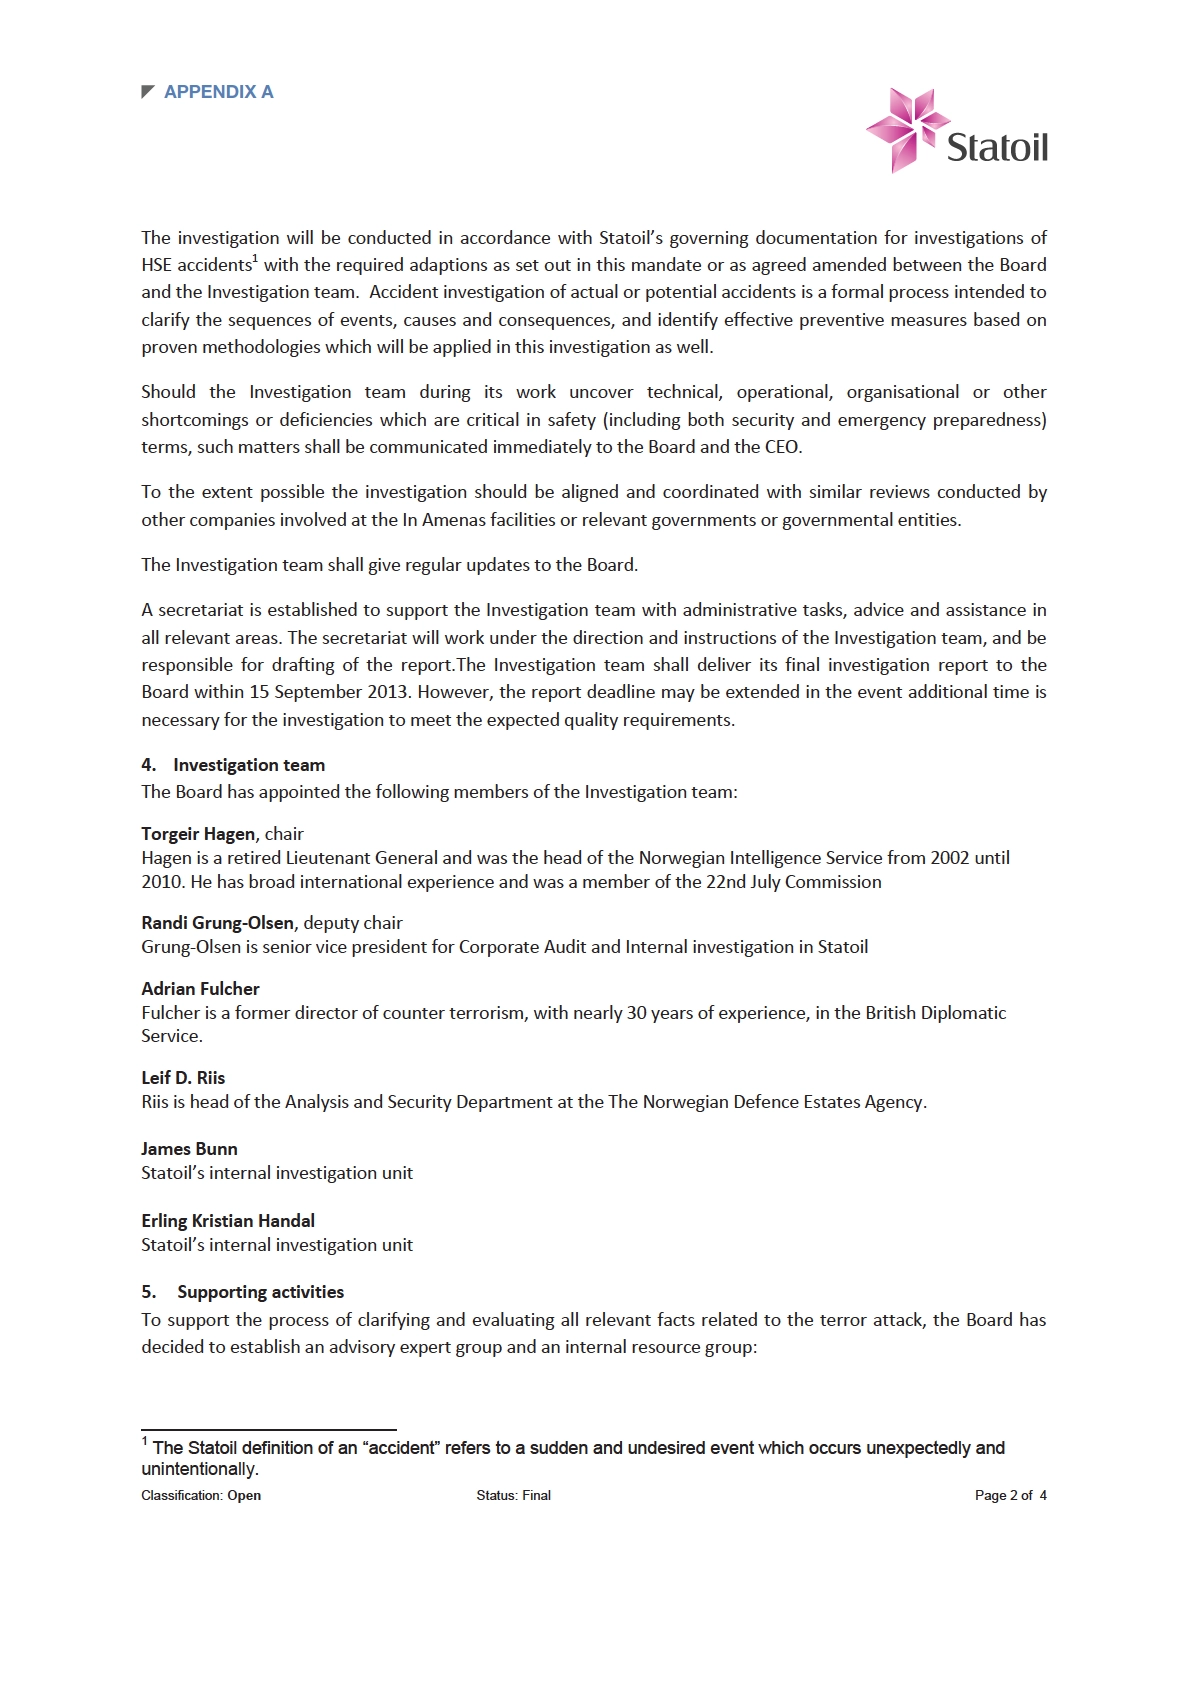 APPENDIX A
Statoil
The investigation will be conducted in accordance with Statoil’s governing documentation for investigations of
HSE accidents1 with the required adaptions as set out in this mandate or as agreed amended between the Board
and the Investigation team.  Accident investigation of actual or potential accidents is a formal process intended to
clarify the sequences of events, causes and consequences, and identify effective preventive measures based on
proven methodologies which will be applied in this investigation as well.
Should the Investigation team during its work uncover technical, operational, organisational or other
shortcomings or deficiencies which are critical in safety (including both security and emergency preparedness)
terms, such matters shall be communicated immediately to the Board and the CEO.
To the extent possible the investigation should be aligned and coordinated with similar reviews conducted by
other companies involved at the In Amenas facilities or relevant governments or governmental entities.
The Investigation team shall give regular updates to the Board.
A secretariat is established to support the Investigation team with administrative tasks, advice and assistance in
all relevant areas. The secretariat will work under the direction and instructions of the Investigation team, and be
responsible for drafting of the report.The Investigation team shall deliver its final investigation report to the
Board within 15 September 2013. However, the report deadline may be extended in the event additional time is
necessary for the investigation to meet the expected quality requirements.
4. Investigation team
The Board has appointed the following members of the Investigation team:
Torgeir Hagen, chair
Hagen is a retired Lieutenant General and was the head of the Norwegian Intelligence Service from 2002 until
2010. He has broad international experience and was a member of the 22nd July Commission
Randi Grung-Olsen, deputy chair
Grung-Olsen is senior vice president for Corporate Audit and Internal investigation in Statoil
Adrian Fulcher
Fulcher is a former director of counter terrorism, with nearly 30 years of experience, in the British Diplomatic
Service.
Leif D. Riis
Riis is head of the Analysis and Security Department at the The Norwegian Defence Estates Agency.
James Bunn
Statoil’s internal investigation unit
Erling Kristian Handal
Statoil’s internal investigation unit
5. Supporting activities
To support the process of clarifying and evaluating all relevant facts related to the terror attack, the Board has
decided to establish an advisory expert group and an internal resource group:
1 The Statoil definition of an “accident” refers to a sudden and undesired event which occurs unexpectedly and
unintentionally.
Classification: Open Status: Final Page 2 of 4